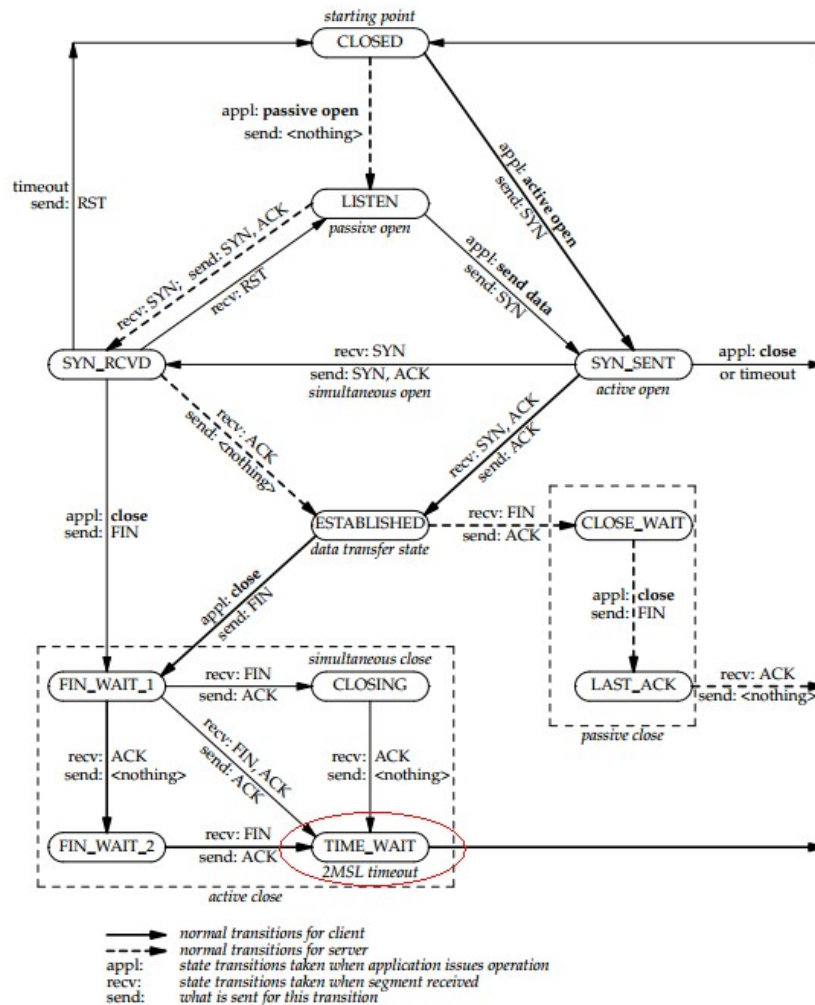 starting point
CLOSED
appl: passive open
send: <nothing>
appl: active open
send: SYN
timeout
send: RST
LISTEN
passive open
recv: SYN; send: SYN, ACK
recv: RST
appl: send data
send: SYN
SYN_RCVD
recv: SYN
send: SYN, ACK
simultaneous open
SYN_SENT
active open
appl: close
or timeout
recv: ACK
send: <nothing>
recv: SYN, ACK
send: ACK
appl: close
send: FIN
ESTABLISHED
data transfer state
recv: FIN
send: ACK
CLOSE_WAIT
appl: close
send: FIN
appl: close
send: FIN
LAST_ACK
recv: ACK
send: <nothing>
passive close
simultaneous close
FIN_WAIT_1
recv: FIN
send: ACK
CLOSING
recv: ACK
send: <nothing>
recv: FIN, ACK
send: ACK
recv: ACK
send: <nothing>
FIN_WAIT_2
recv: FIN
send: ACK
TIME_WAIT
2MSL timeout
active close
normal transitions for client
normal transitions for server
appl: state transitions taken when application issues operation
recv: state transitions taken when segment received
send: what is sent for this transition